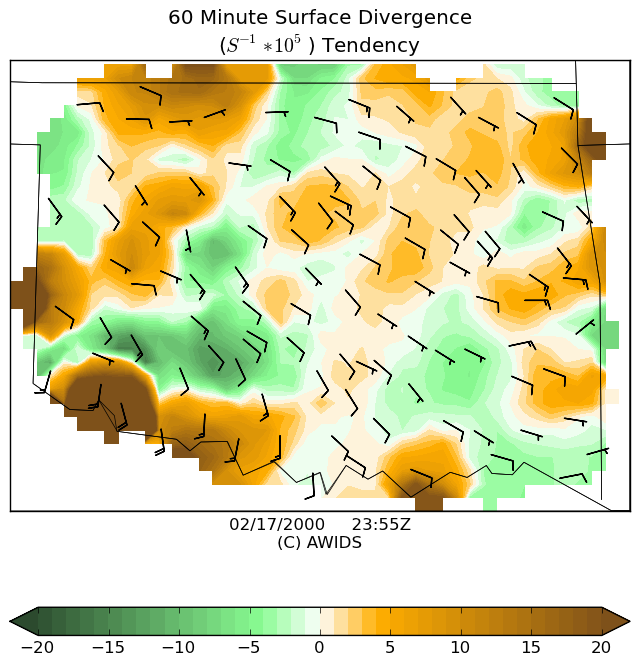 60 Minute Surface Divergence
(S⁻¹ *10⁵ ) Tendency
02/17/2000 23:55Z
(C) AWIDS
−20 −15 −10 −5 0 5 10 15 20